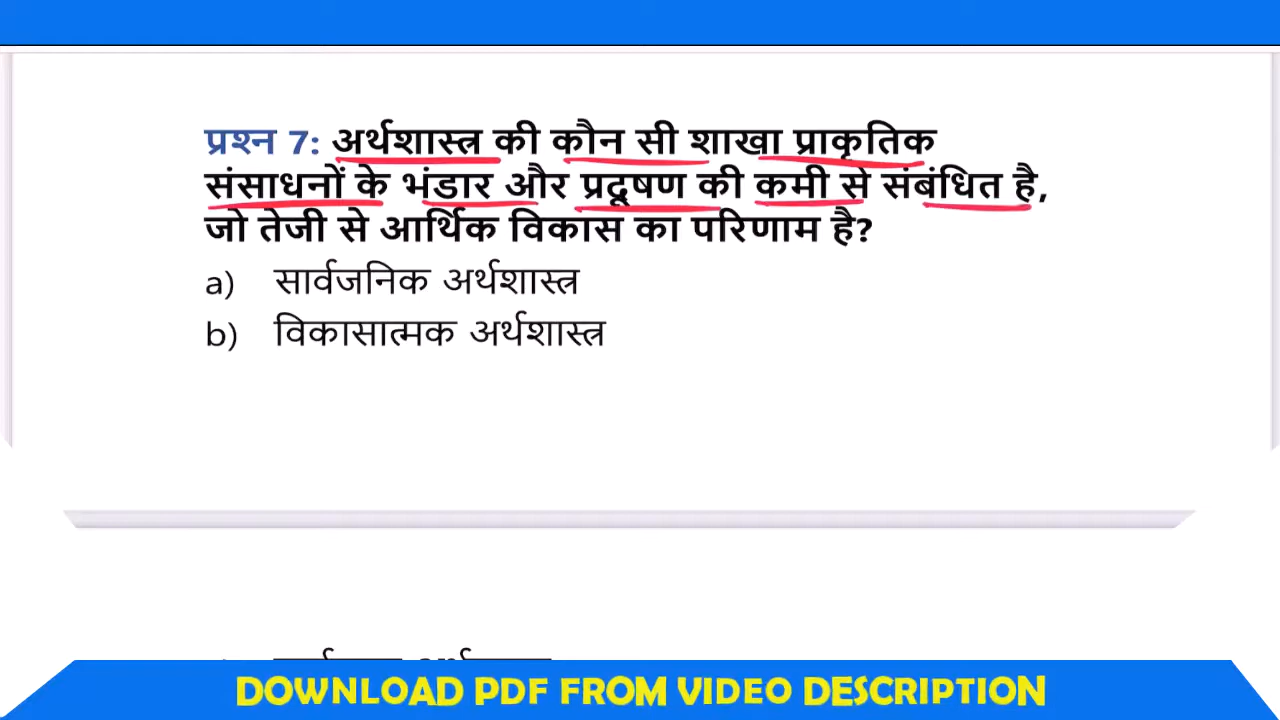 प्रश्न 7: अर्थशास्त्र की कौन सी शाखा प्राकृतिक
संसाधनों के भंडार और प्रदूषण की कमी से संबंधित है,
जो तेजी से आर्थिक विकास का परिणाम है?
a) सार्वजनिक अर्थशास्त्र
b) विकासात्मक अर्थशास्त्र
DOWNLOAD PDF FROM VIDEO DESCRIPTION